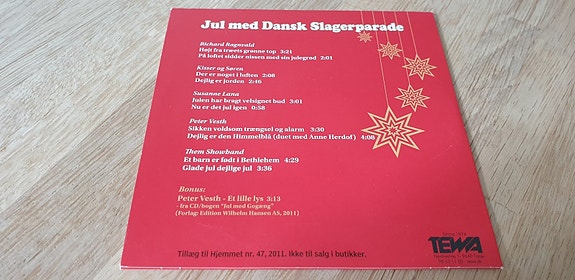 Jul med Dansk Slagerparade
Richard Ragnvald
Højt fra træets grønne top 3:21
På loftet sidder nissen med sin julegrød 2:01
Kisser og Søren
Der er noget i luften 2:08
Dejlig er jorden 2:46
Susanne Lana
Julen har bragt velsignet bud 3:01
Nu er det jul igen 0:58
Peter Vesth
Sikken voldsom trængsel og alarm 3:30
Dejlig er den Himmelblå (duet med Anne Herdorf) 4:08
Them Showband
Et barn er født i Bethlehem 4:29
Glade jul dejlige jul 3:36
Bonus:
Peter Vesth - Et lille lys 3:13
- fra CD/bogen "Jul med Gogæng"
(Forlag: Edition Wilhelm Hansen AS, 2011)
TEWA
Tillæg til Hjemmet nr. 47, 2011. Ikke til salg i butikker.